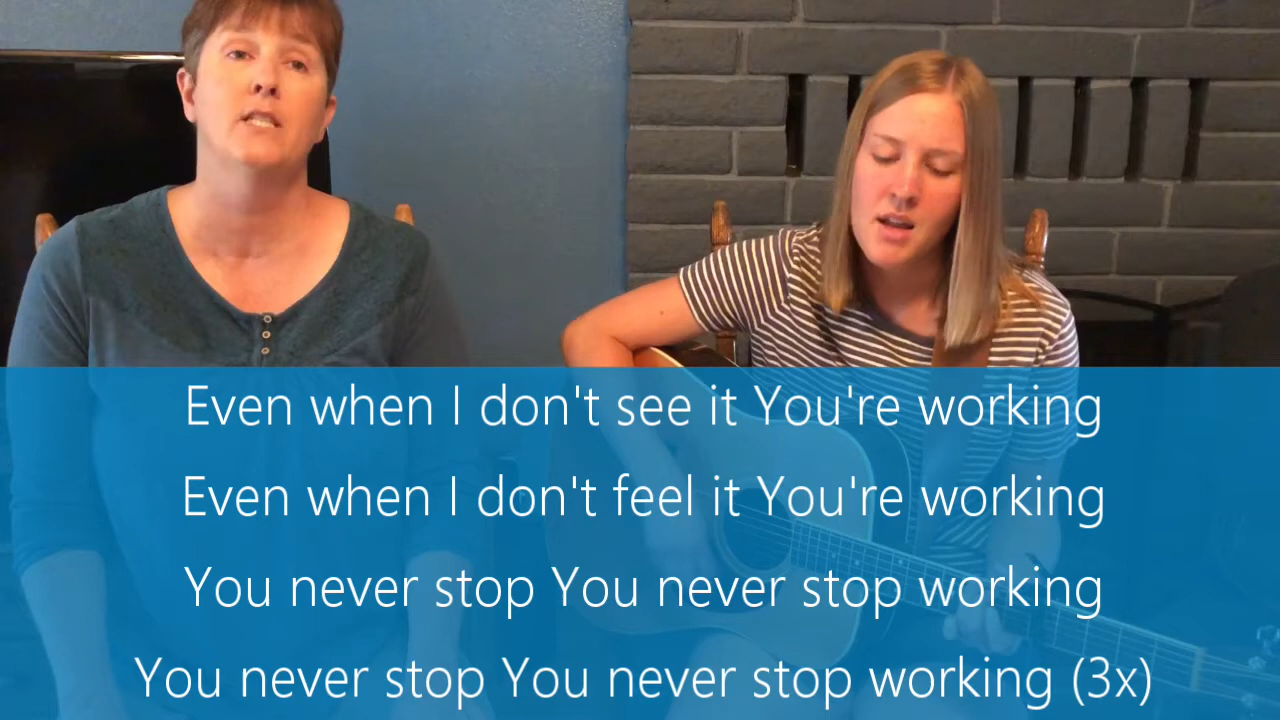 Even when I don't see it You're working
Even when I don't feel it You're working
You never stop You never stop working
You never stop You never stop working (3x)